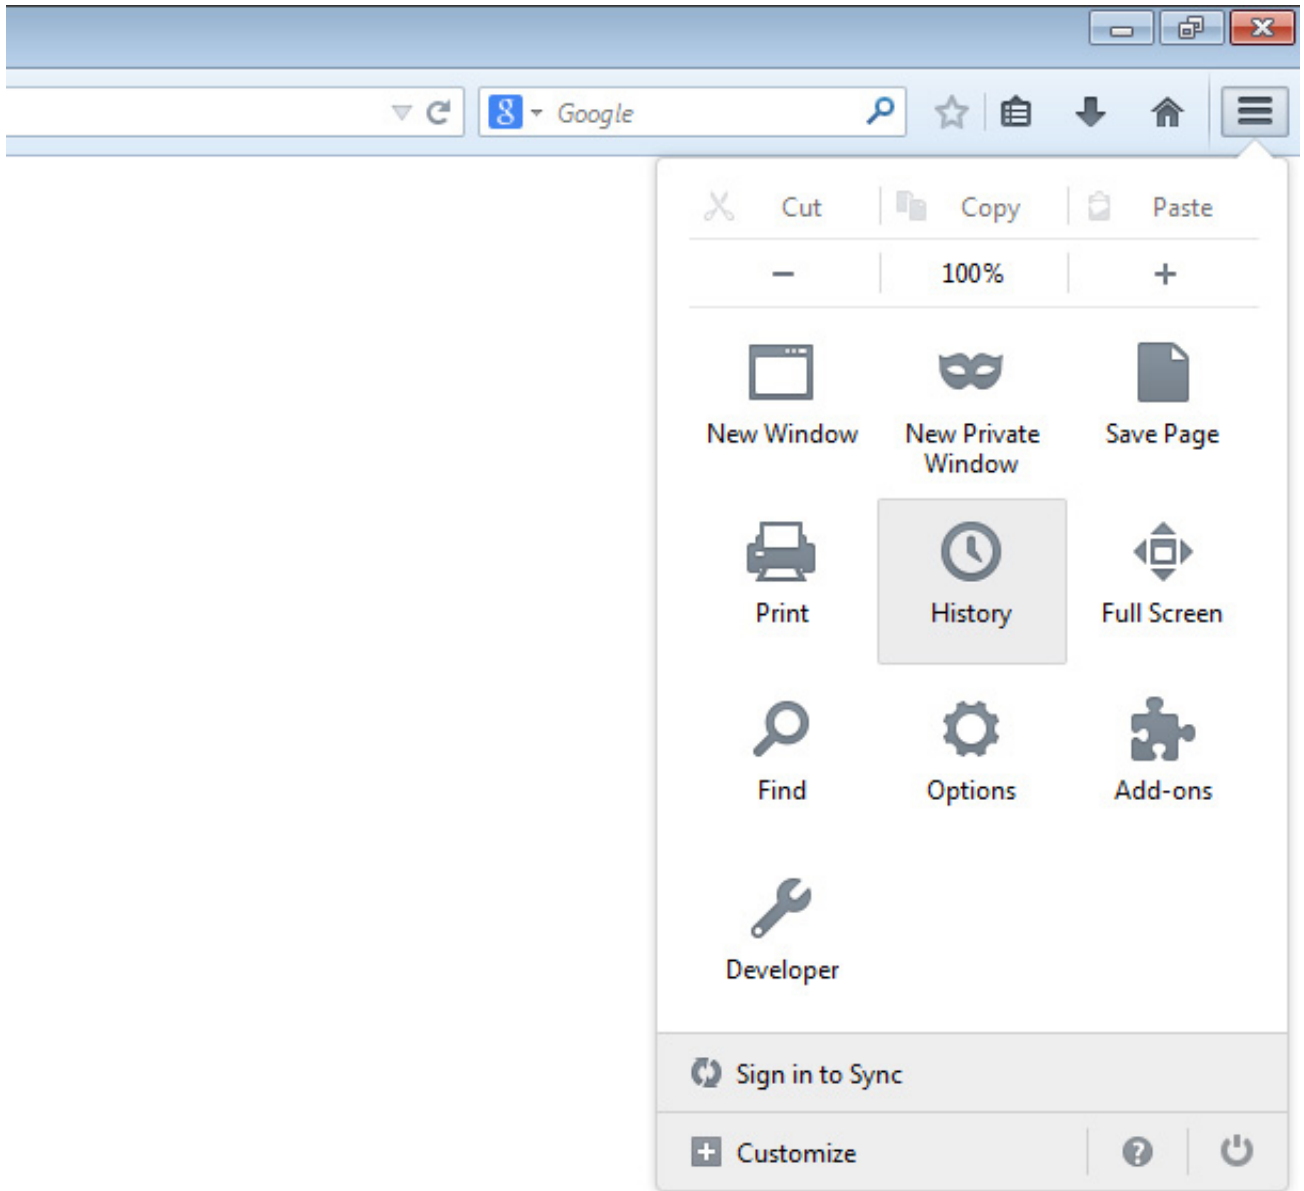 8 Google
Cut Copy Paste
− 100% +
New Window New Private Window Save Page
Print History Full Screen
Find Options Add-ons
Developer
Sign in to Sync
Customize ?